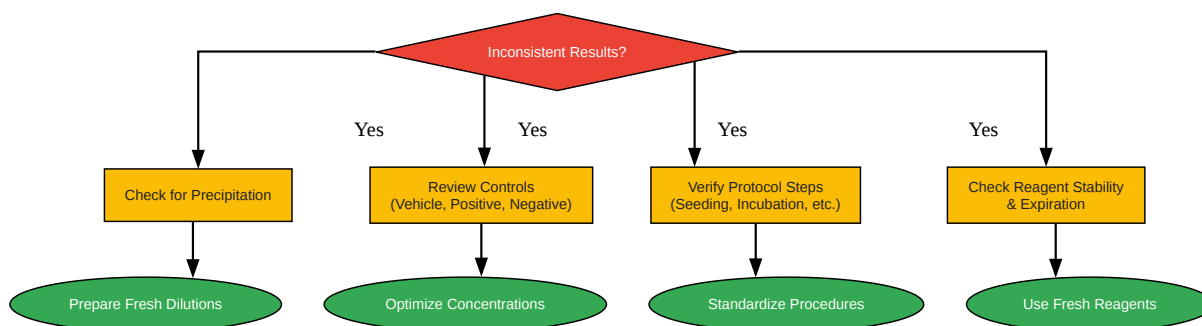 Inconsistent Results?
Yes
Yes
Yes
Yes
Check for Precipitation
Review Controls
(Vehicle, Positive, Negative)
Verify Protocol Steps
(Seeding, Incubation, etc.)
Check Reagent Stability
& Expiration
Prepare Fresh Dilutions
Optimize Concentrations
Standardize Procedures
Use Fresh Reagents